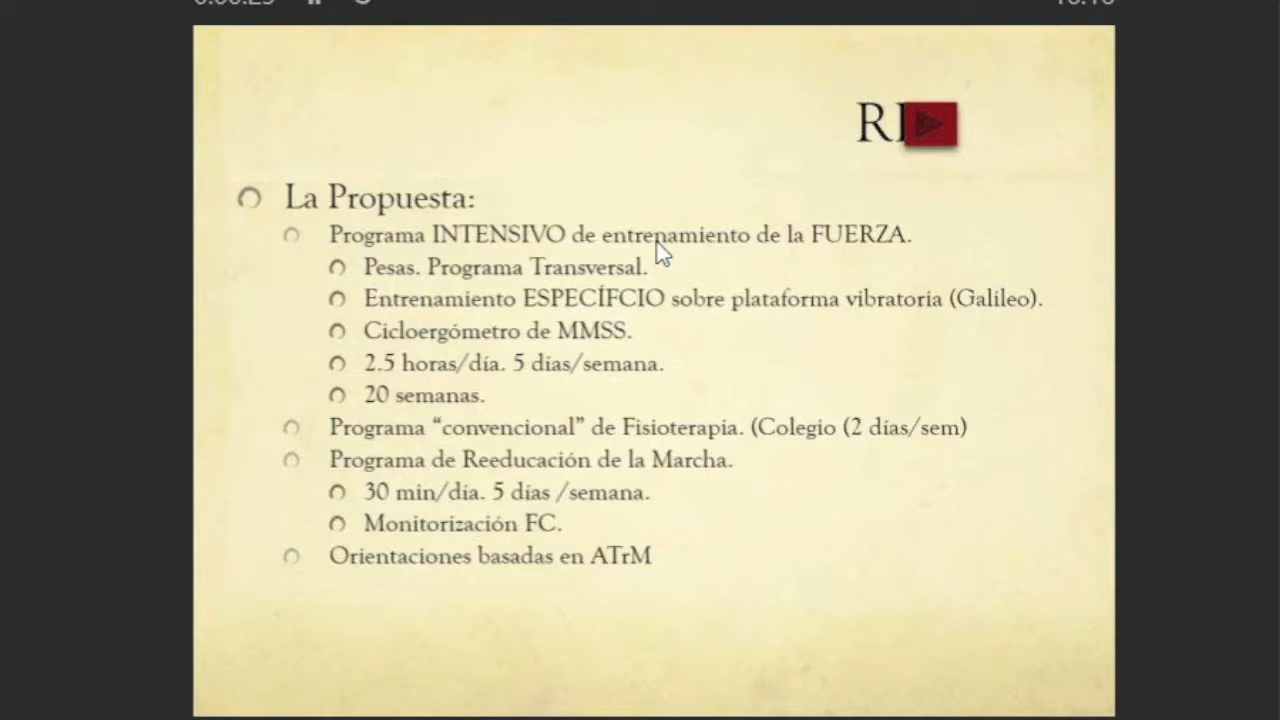 La Propuesta:
Programa INTENSIVO de entrenamiento de la FUERZA.
Pesas. Programa Transversal.
Entrenamiento ESPECÍFCIO sobre plataforma vibratoria (Galileo).
Cicloergómetro de MMSS.
2.5 horas/día. 5 días/semana.
20 semanas.
Programa “convencional” de Fisioterapia. (Colegio (2 días/sem)
Programa de Reeducación de la Marcha.
30 min/día. 5 días /semana.
Monitorización FC.
Orientaciones basadas en ATrM